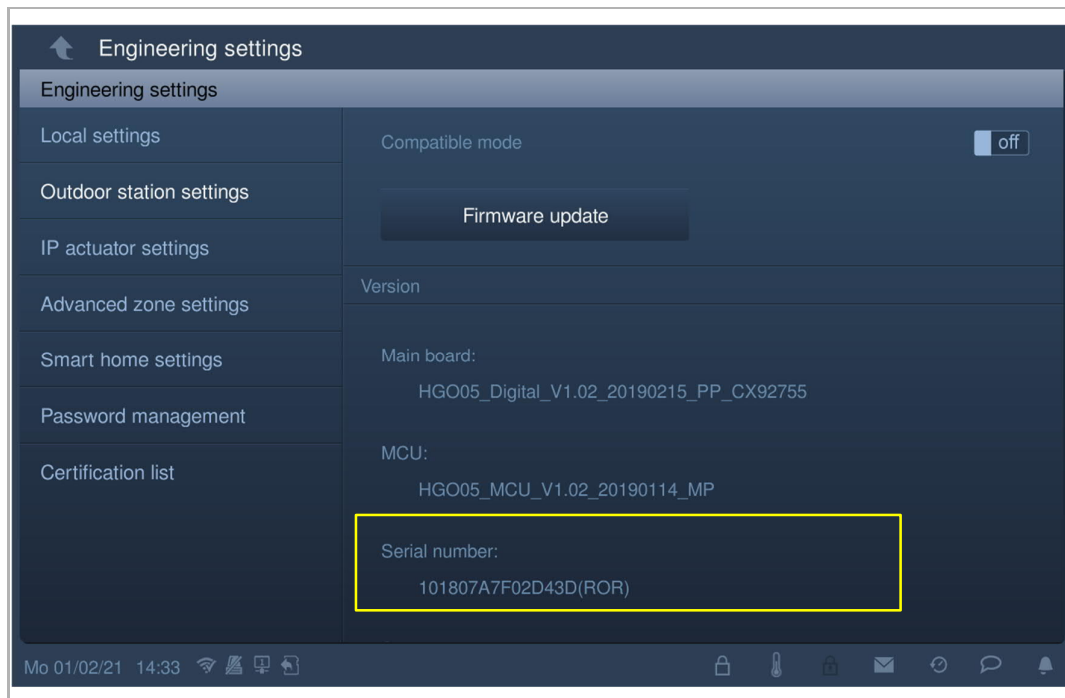 Engineering settings
Engineering settings
Local settings
Outdoor station settings
IP actuator settings
Advanced zone settings
Smart home settings
Password management
Certification list
Compatible mode
off
Firmware update
Version
Main board:
HGO05_Digital_V1.02_20190215_PP_CX92755
MCU:
HGO05_MCU_V1.02_20190114_MP
Serial number:
101807A7F02D43D(ROR)
Mo 01/02/21 14:33